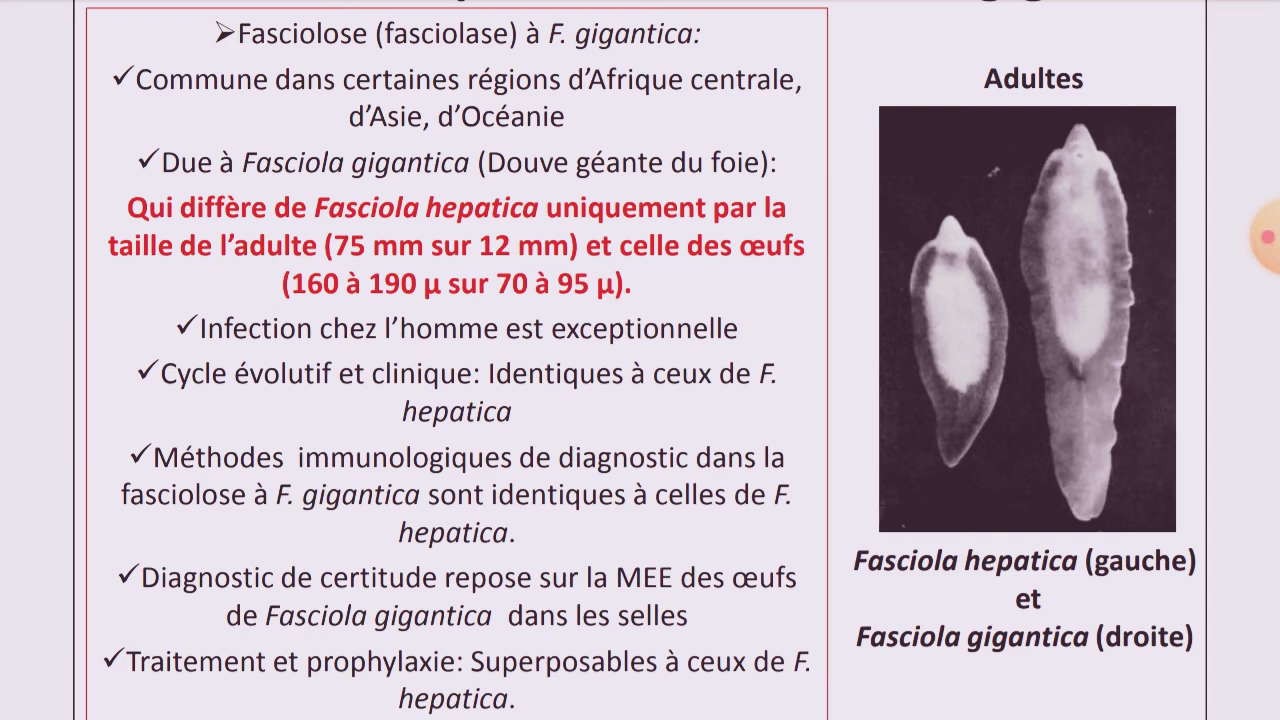 ➢Fasciolose (fasciolase) à F. gigantica:
✓Commune dans certaines régions d’Afrique centrale,
d’Asie, d’Océanie
✓Due à Fasciola gigantica (Douve géante du foie):
Qui diffère de Fasciola hepatica uniquement par la
taille de l’adulte (75 mm sur 12 mm) et celle des œufs
(160 à 190 µ sur 70 à 95 µ).
✓Infection chez l’homme est exceptionnelle
✓Cycle évolutif et clinique: Identiques à ceux de F.
hepatica
✓Méthodes  immunologiques de diagnostic dans la
fasciolose à F. gigantica sont identiques à celles de F.
hepatica.
✓Diagnostic de certitude repose sur la MEE des œufs
de Fasciola gigantica  dans les selles
✓Traitement et prophylaxie: Superposables à ceux de F.
hepatica.
Adultes
Fasciola hepatica (gauche)
et
Fasciola gigantica (droite)